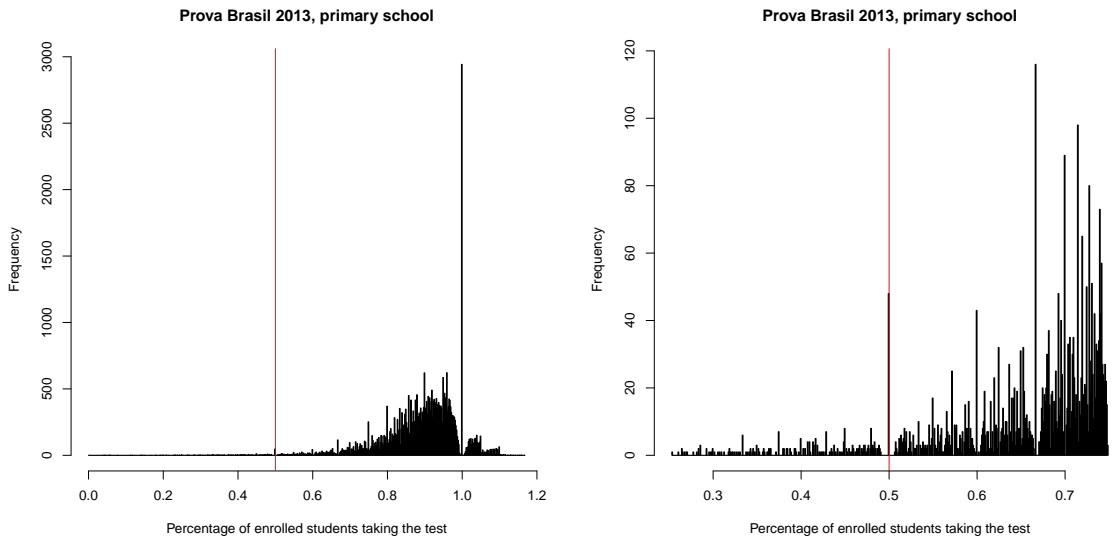 Prova Brasil 2013, primary school
Frequency
3000
2500
2000
1500
1000
500
0
0.0 0.2 0.4 0.6 0.8 1.0 1.2
Percentage of enrolled students taking the test
Prova Brasil 2013, primary school
Frequency
120
100
80
60
40
20
0
0.3 0.4 0.5 0.6 0.7
Percentage of enrolled students taking the test